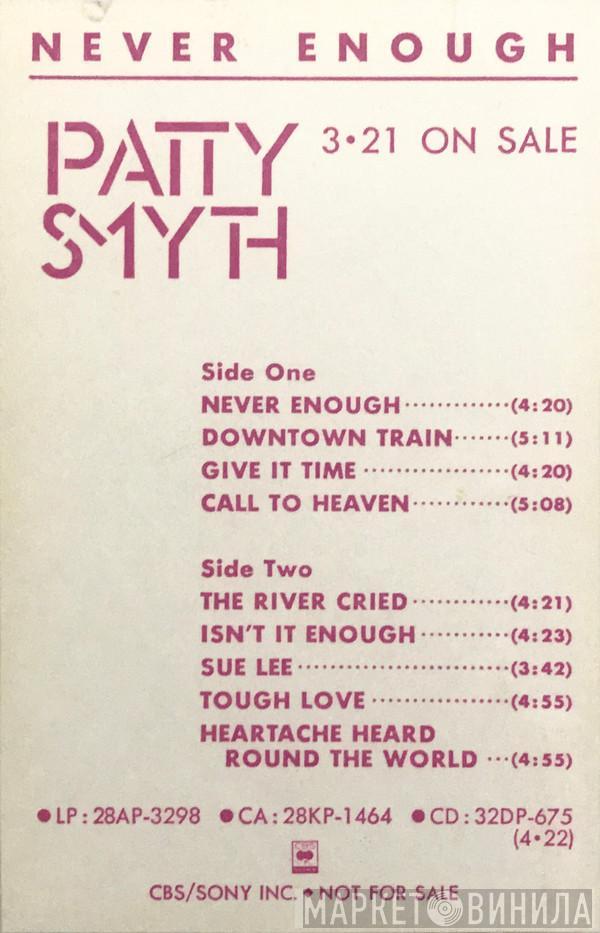 NEVER ENOUGH
PATTY
SMYTH
3•21 ON SALE
Side One
NEVER ENOUGH·············(4:20)
DOWNTOWN TRAIN·······(5:11)
GIVE IT TIME··················(4:20)
CALL TO HEAVEN············(5:08)
Side Two
THE RIVER CRIED············(4:21)
ISN'T IT ENOUGH···········(4:23)
SUE LEE··························(3:42)
TOUGH LOVE·················(4:55)
HEARTACHE HEARD
ROUND THE WORLD ···(4:55)
●LP:28AP-3298 ●CA:28KP-1464 ●CD:32DP-675
(4•22)
CBS
SONY
CBS/SONY INC. • NOT FOR SALE
МАРКЕТ ВИНИЛА